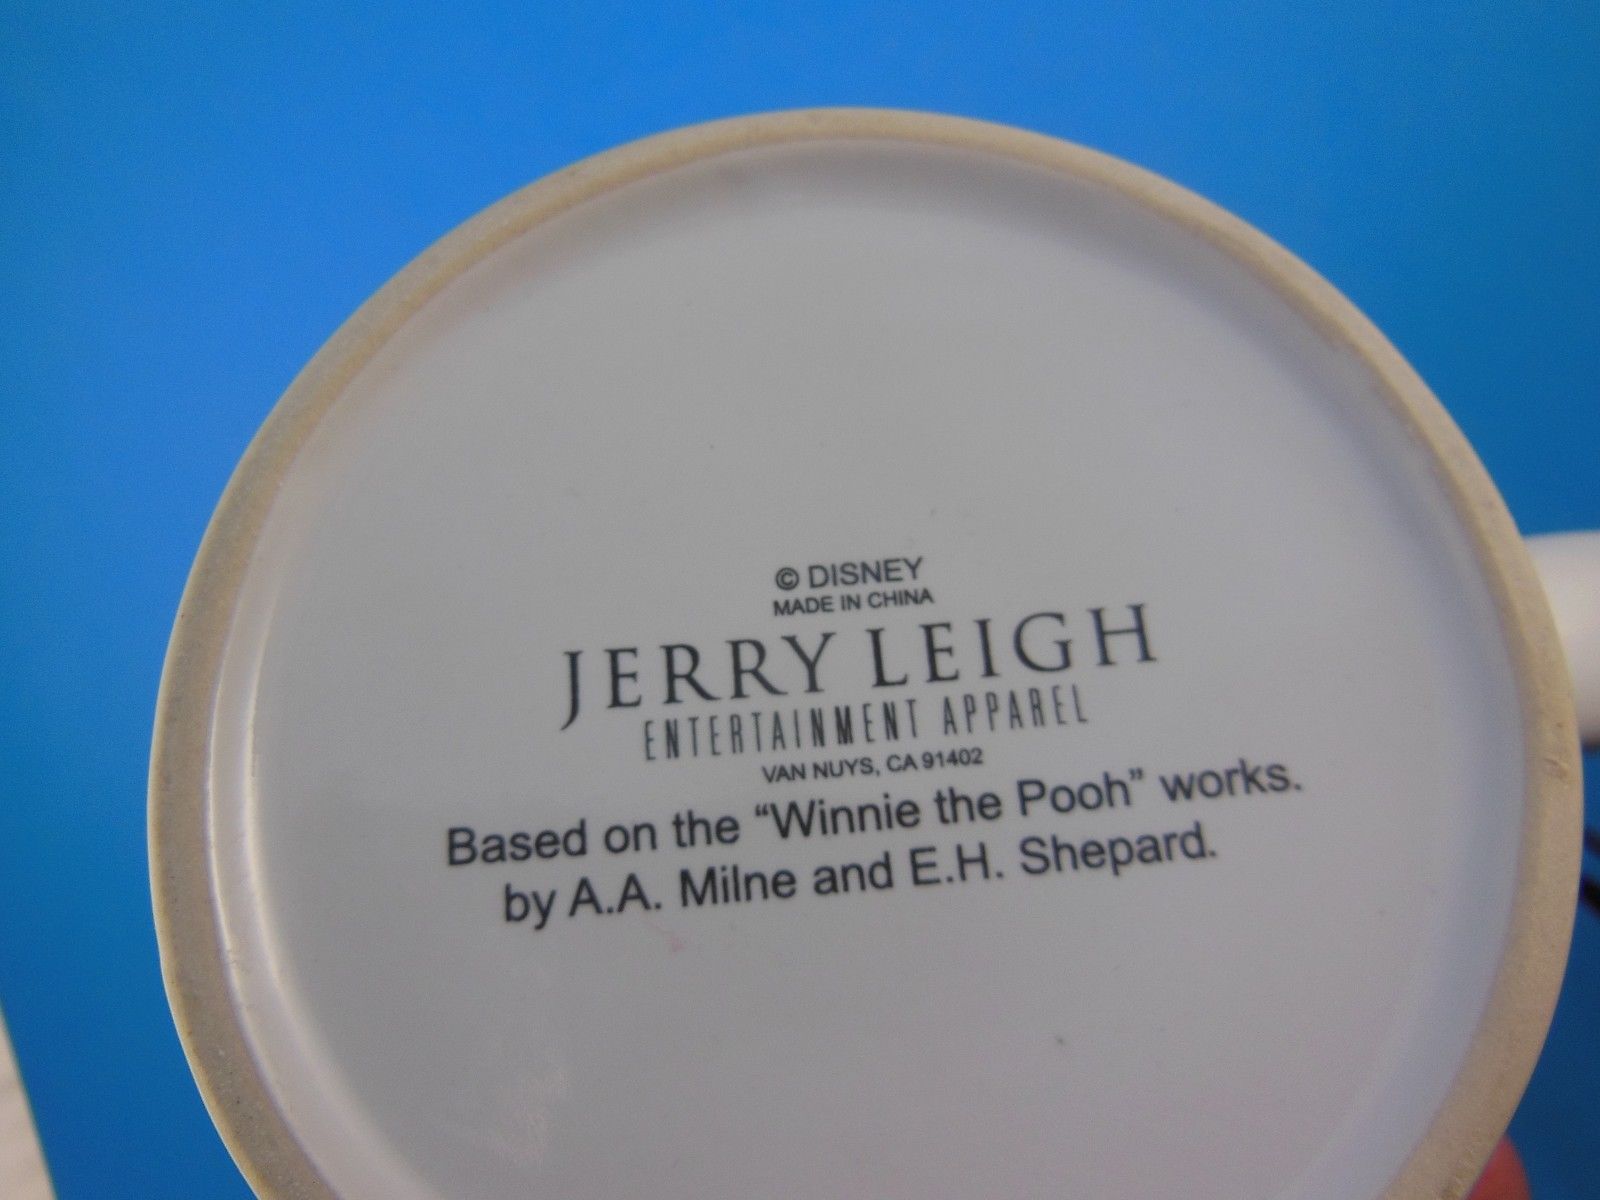 © DISNEY
MADE IN CHINA
JERRY LEIGH
ENTERTAINMENT APPAREL
VAN NUYS, CA 91402
Based on the “Winnie the Pooh” works.
by A.A. Milne and E.H. Shepard.